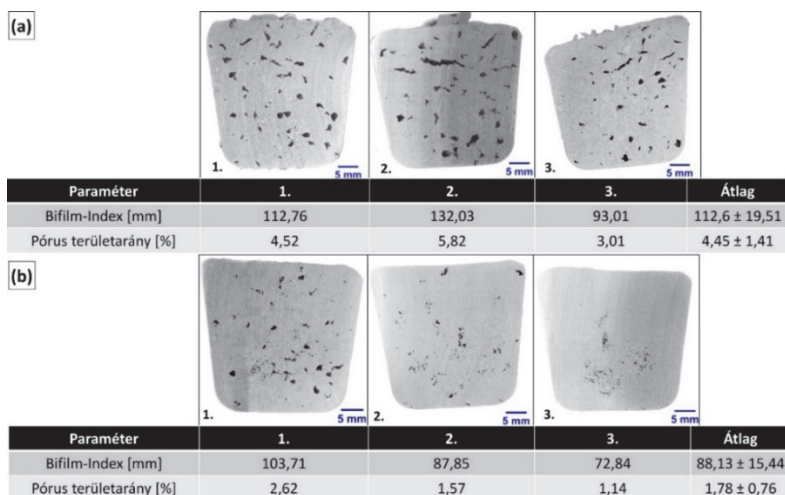 (a)
1.
5 mm
2.
5 mm
3.
5 mm
Paraméter 1. 2. 3. Átlag
Bifilm-Index [mm] 112,76 132,03 93,01 112,6 ± 19,51
Pórus területarány [%] 4,52 5,82 3,01 4,45 ± 1,41
(b)
1.
5 mm
2.
5 mm
3.
5 mm
Paraméter 1. 2. 3. Átlag
Bifilm-Index [mm] 103,71 87,85 72,84 88,13 ± 15,44
Pórus területarány [%] 2,62 1,57 1,14 1,78 ± 0,76